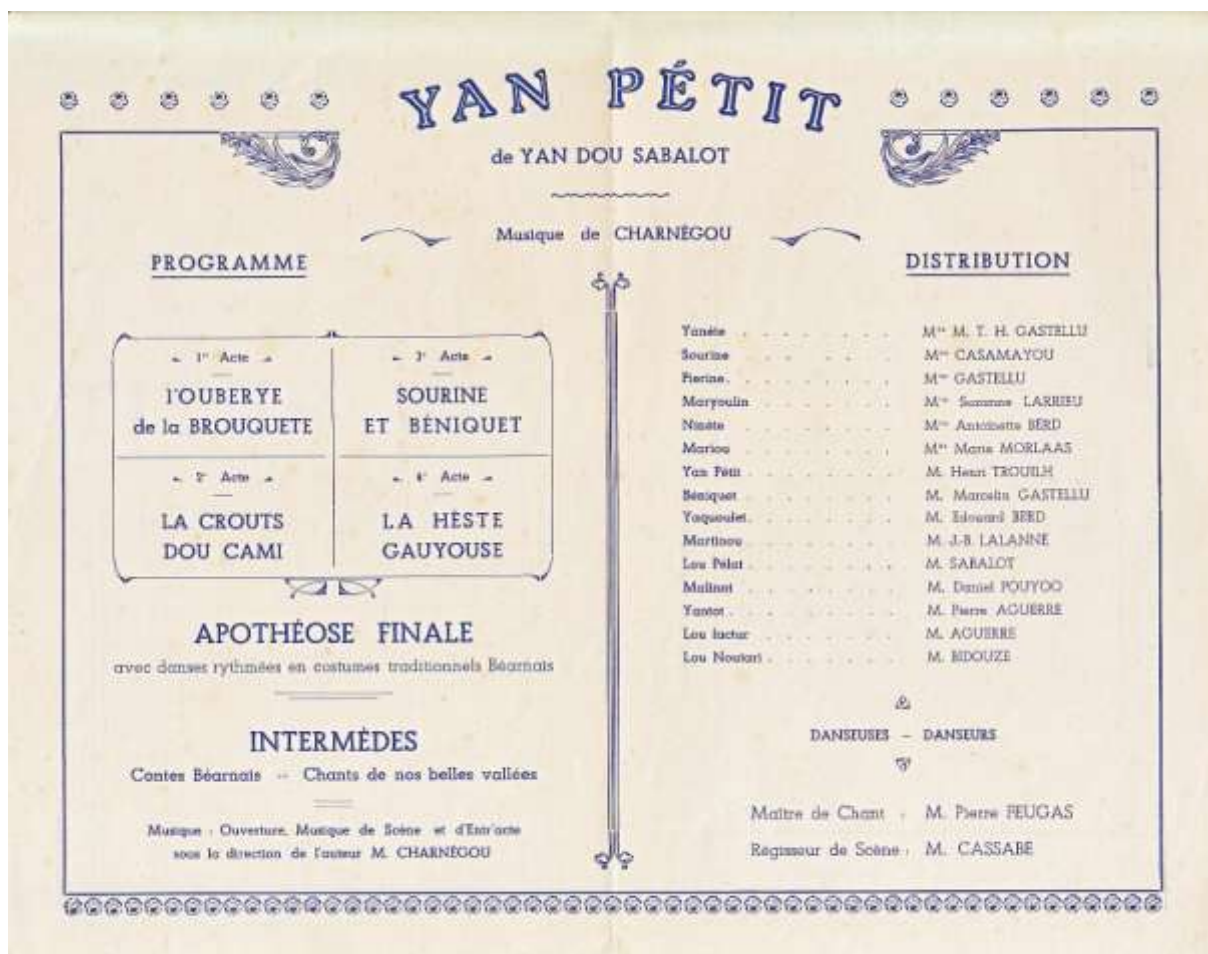 YAN PÉTIT
de YAN DOU SABALOT
Musique de CHARNÉGOU
PROGRAMME
1er Acte
l'OUBERYE
de la BROUQUETE
2e Acte
LA CROUTS
DOU CAMI
3e Acte
SOURINE
ET BÉNIQUET
4e Acte
LA HÈSTE
GAUYOUSE
APOTHÉOSE FINALE
avec danses rythmées en costumes traditionnels Béarnais
INTERMÈDES
Contes Béarnais - Chants de nos belles vallées
Musique : Ouverture, Musique de Scène et d'Entr'acte
sous la direction de l'auteur M. CHARNÉGOU
DISTRIBUTION
Yanéte . . . . . . . M. T. H. GASTELLU
Sourine . . . . . . . CASAMAYOU
Pierine . . . . . . . GASTELLU
Maryoulin . . . . . . . Suzanne LARRIEU
Ninéte . . . . . . . Antoinette BERD
Mariou . . . . . . . Marie MORLAAS
Yan Pétit . . . . . . . M. Henri TROUILH
Béniquet . . . . . . . M. Marcelin GASTELLU
Yaquoulet . . . . . . . M. Edouard BERD
Martinou . . . . . . . M. J.-B. LALANNE
Lou Pélat . . . . . . . M. SABALOT
Mulinot . . . . . . . M. Daniel POUYOO
Yantot . . . . . . . M. Pierre AGUERRE
Lou factur . . . . . . . M. AGUERRE
Lou Noutari . . . . . . . M. BIDOUZE
DANSEUSES - DANSEURS
Maître de Chant : M. Pierre FEUGAS
Régisseur de Scène : M. CASSABE